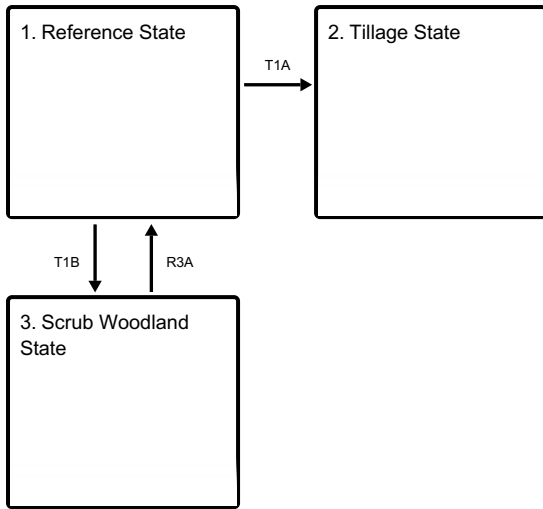 1. Reference State
2. Tillage State
T1A
T1B
R3A
3. Scrub Woodland
State